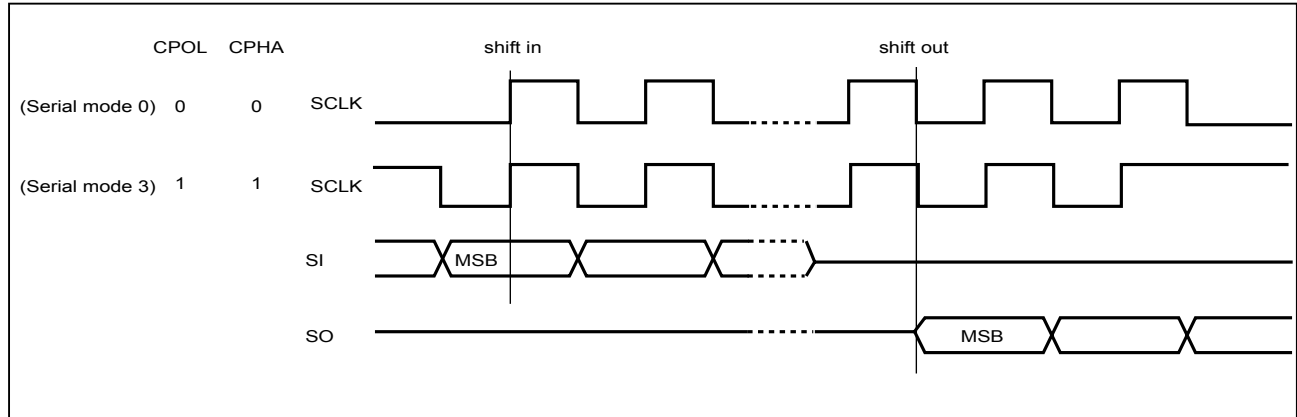 CPOL CPHA shift in shift out
(Serial mode 0) 0 0 SCLK
(Serial mode 3) 1 1 SCLK
SI MSB
SO MSB